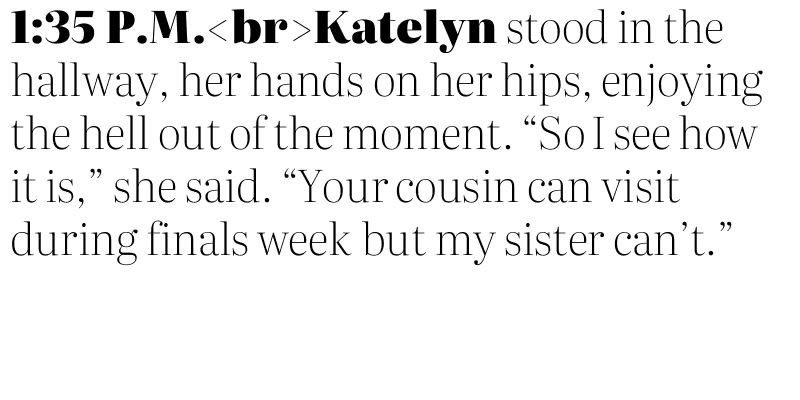 1:35 P.M.<br>Katelyn stood in the
hallway, her hands on her hips, enjoying
the hell out of the moment. “So I see how
it is,” she said. “Your cousin can visit
during finals week but my sister can’t.”